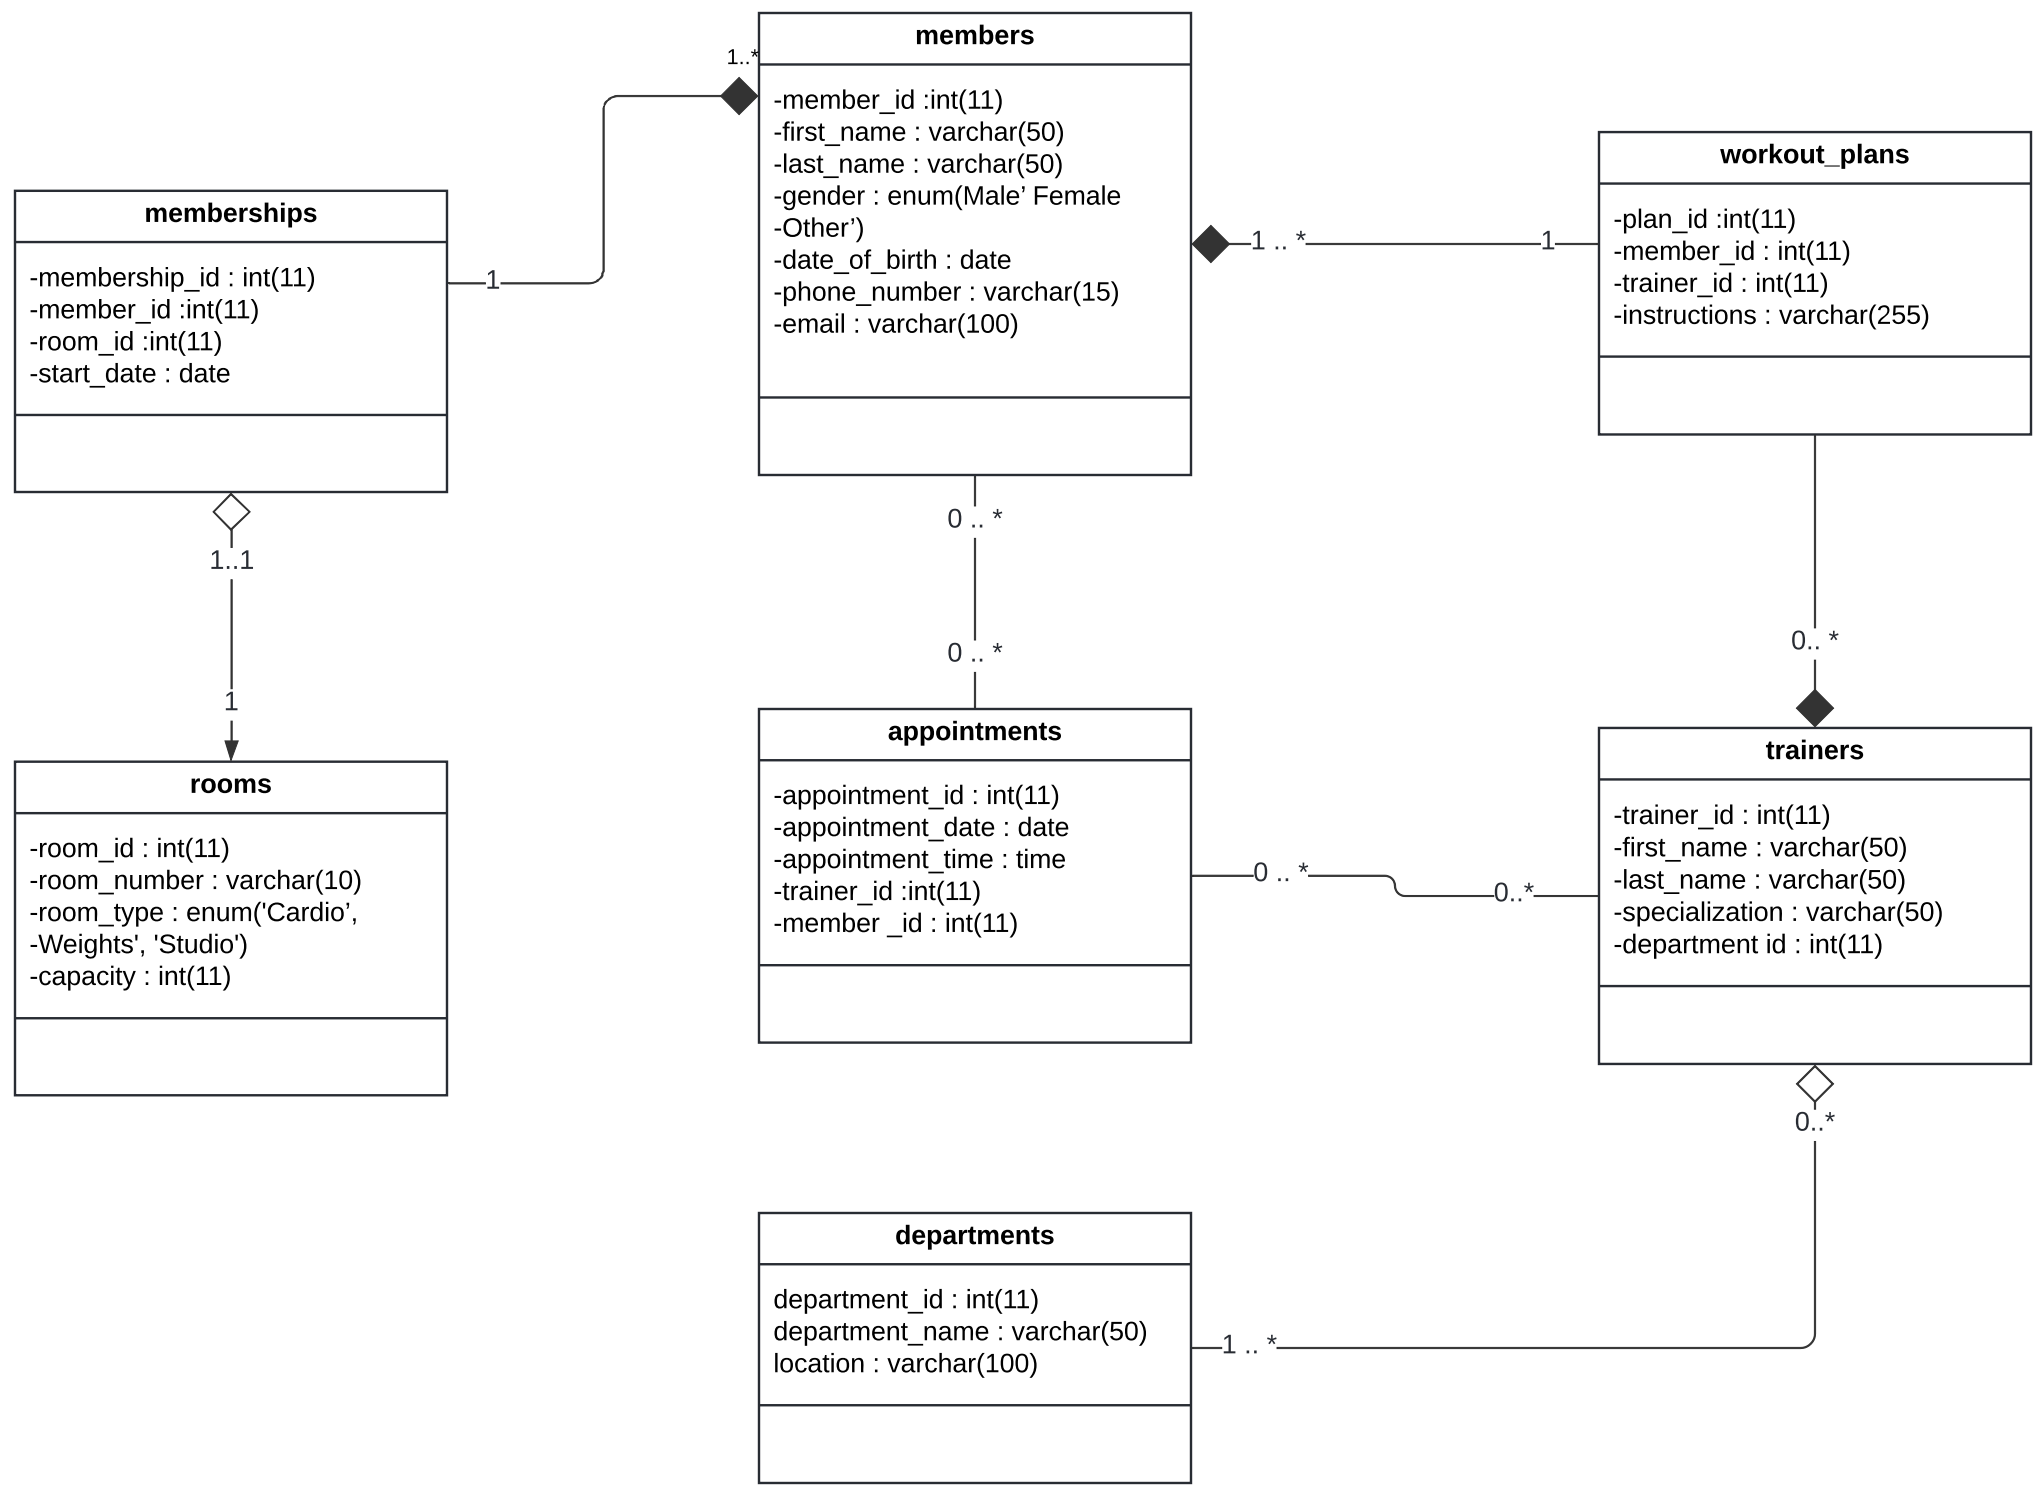 members
1..*
-member_id :int(11)
-first_name : varchar(50)
-last_name : varchar(50)
-gender : enum(Male’ Female
-Other’)
-date_of_birth : date
-phone_number : varchar(15)
-email : varchar(100)
workout_plans
-plan_id :int(11)
-member_id : int(11)
-trainer_id : int(11)
-instructions : varchar(255)
1 .. *
1
memberships
-membership_id : int(11)
-member_id :int(11)
-room_id :int(11)
-start_date : date
1
1..1
1
0 .. *
0 .. *
0.. *
rooms
-room_id : int(11)
-room_number : varchar(10)
-room_type : enum('Cardio’,
-Weights', 'Studio')
-capacity : int(11)
appointments
-appointment_id : int(11)
-appointment_date : date
-appointment_time : time
-trainer_id :int(11)
-member _id : int(11)
0 .. *
0..*
trainers
-trainer_id : int(11)
-first_name : varchar(50)
-last_name : varchar(50)
-specialization : varchar(50)
-department id : int(11)
0..*
departments
department_id : int(11)
department_name : varchar(50)
location : varchar(100)
1 .. *